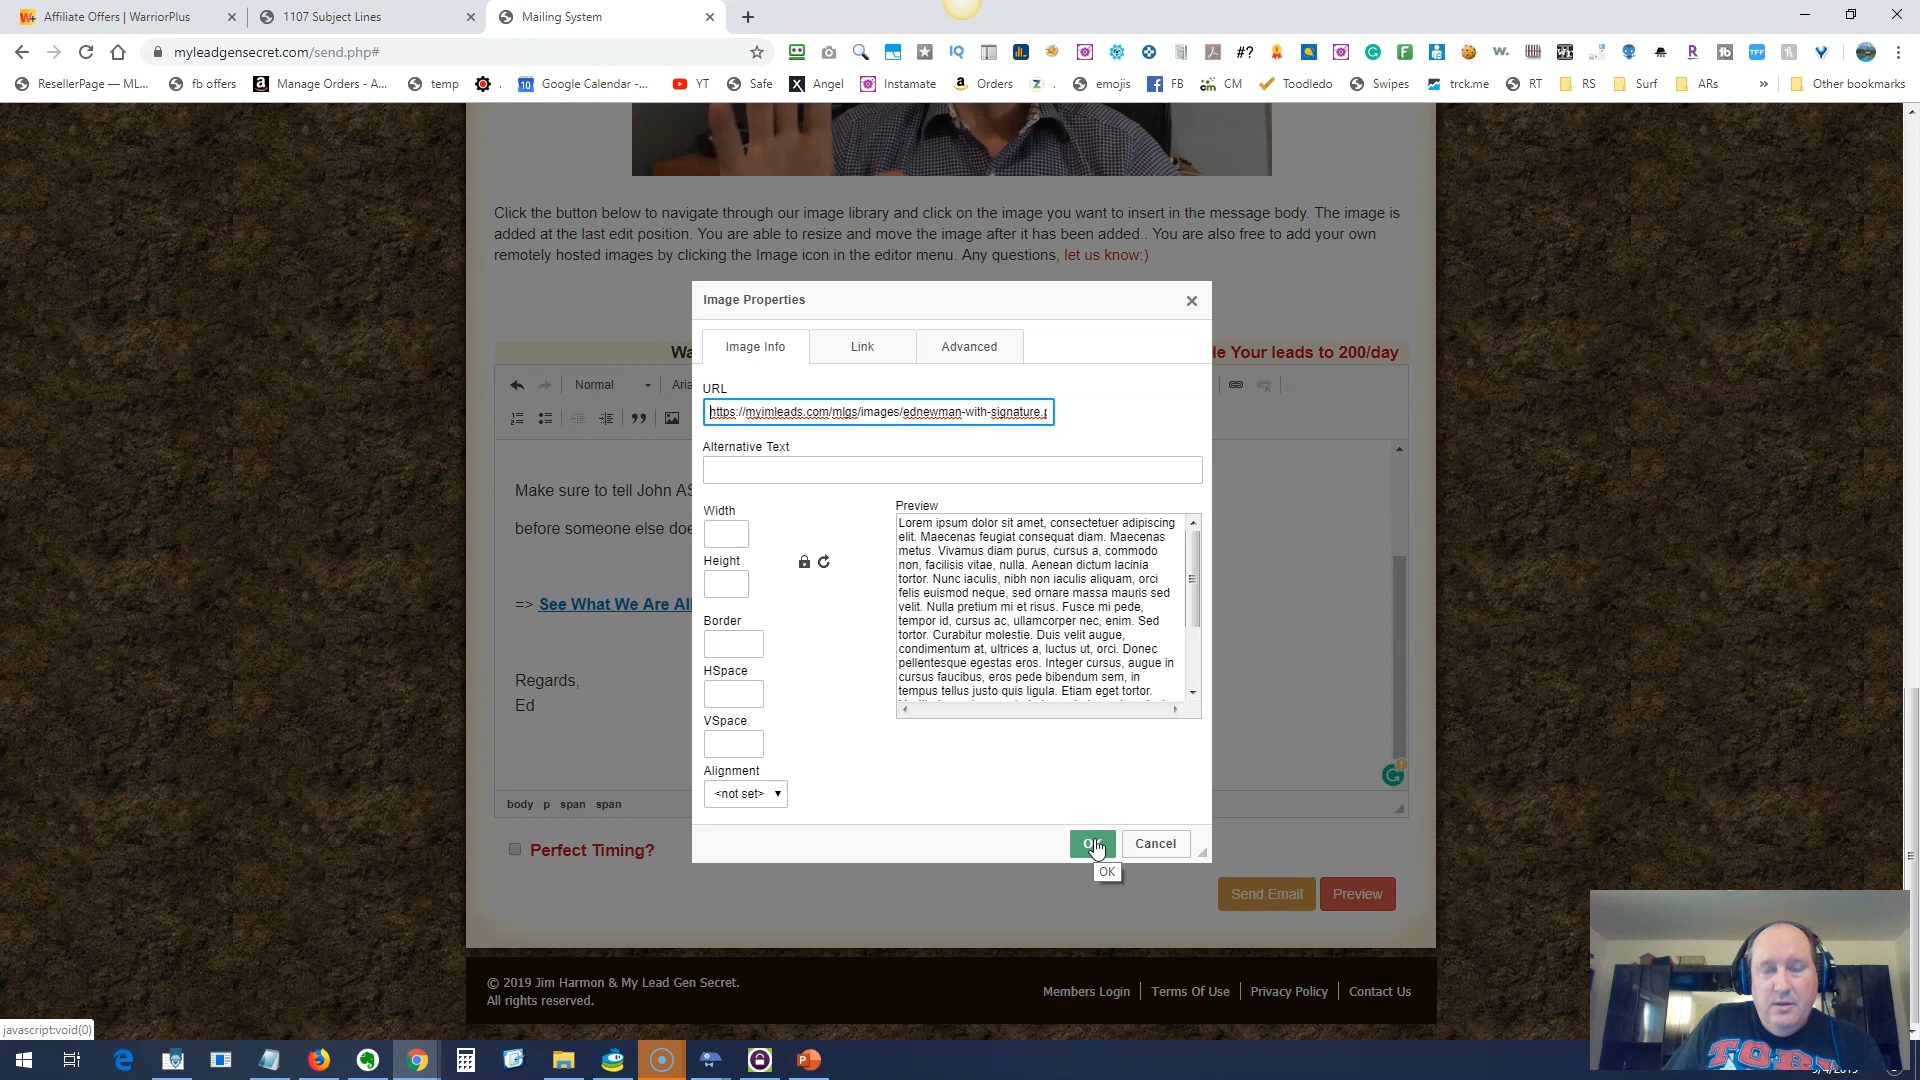 Affiliate Offers | WarriorPlus
1107 Subject Lines
Mailing System
myleadgensecret.com/send.php#
ResellerPage — ML...
fb offers
Manage Orders - A...
temp
Google Calendar -...
YT
Safe
Angel
Instamate
Orders
emojis
FB
CM
Toodledo
Swipes
trck.me
RT
RS
Surf
ARs
Other bookmarks
Click the button below to navigate through our image library and click on the image you want to insert in the message body. The image is
added at the last edit position. You are able to resize and move the image after it has been added.. You are also free to add your own
remotely hosted images by clicking the Image icon in the editor menu. Any questions, let us know:)
Image Properties
Image Info
Link
Advanced
le Your leads to 200/day
Normal
URL
https://myimleads.com/mlgs/images/ednewman-with-signature.p
Alternative Text
Make sure to tell John
before someone else
Width
Height
Border
HSpace
VSpace
Alignment
<not set>
Preview
Lorem ipsum dolor sit amet, consectetuer adipiscing
elit. Maecenas feugiat consequat diam. Maecenas
metus. Vivamus diam purus, cursus a, commodo
non, facilisis vitae, nulla. Aenean dictum lacinia
tortor. Nunc iaculis, nibh non iaculis aliquam, orci
felis euismod neque, sed ornare massa mauris sed
velit. Nulla pretium mi et risus. Fusce mi pede,
tempor id, cursus ac, ullamcorper nec, enim. Sed
tortor. Curabitur molestie. Duis velit augue,
condimentum at, ultrices a, luctus ut, orci. Donec
pellentesque egestas eros. Integer cursus, augue in
cursus faucibus, eros pede bibendum sem, in
tempus tellus justo quis ligula. Etiam eget tortor.
=> See What We Are
Regards,
Ed
body p span span
Perfect Timing?
OK
Cancel
OK
Send Email
Preview
© 2019 Jim Harmon & My Lead Gen Secret.
All rights reserved.
Members Login
Terms Of Use
Privacy Policy
Contact Us
javascript:void(0)